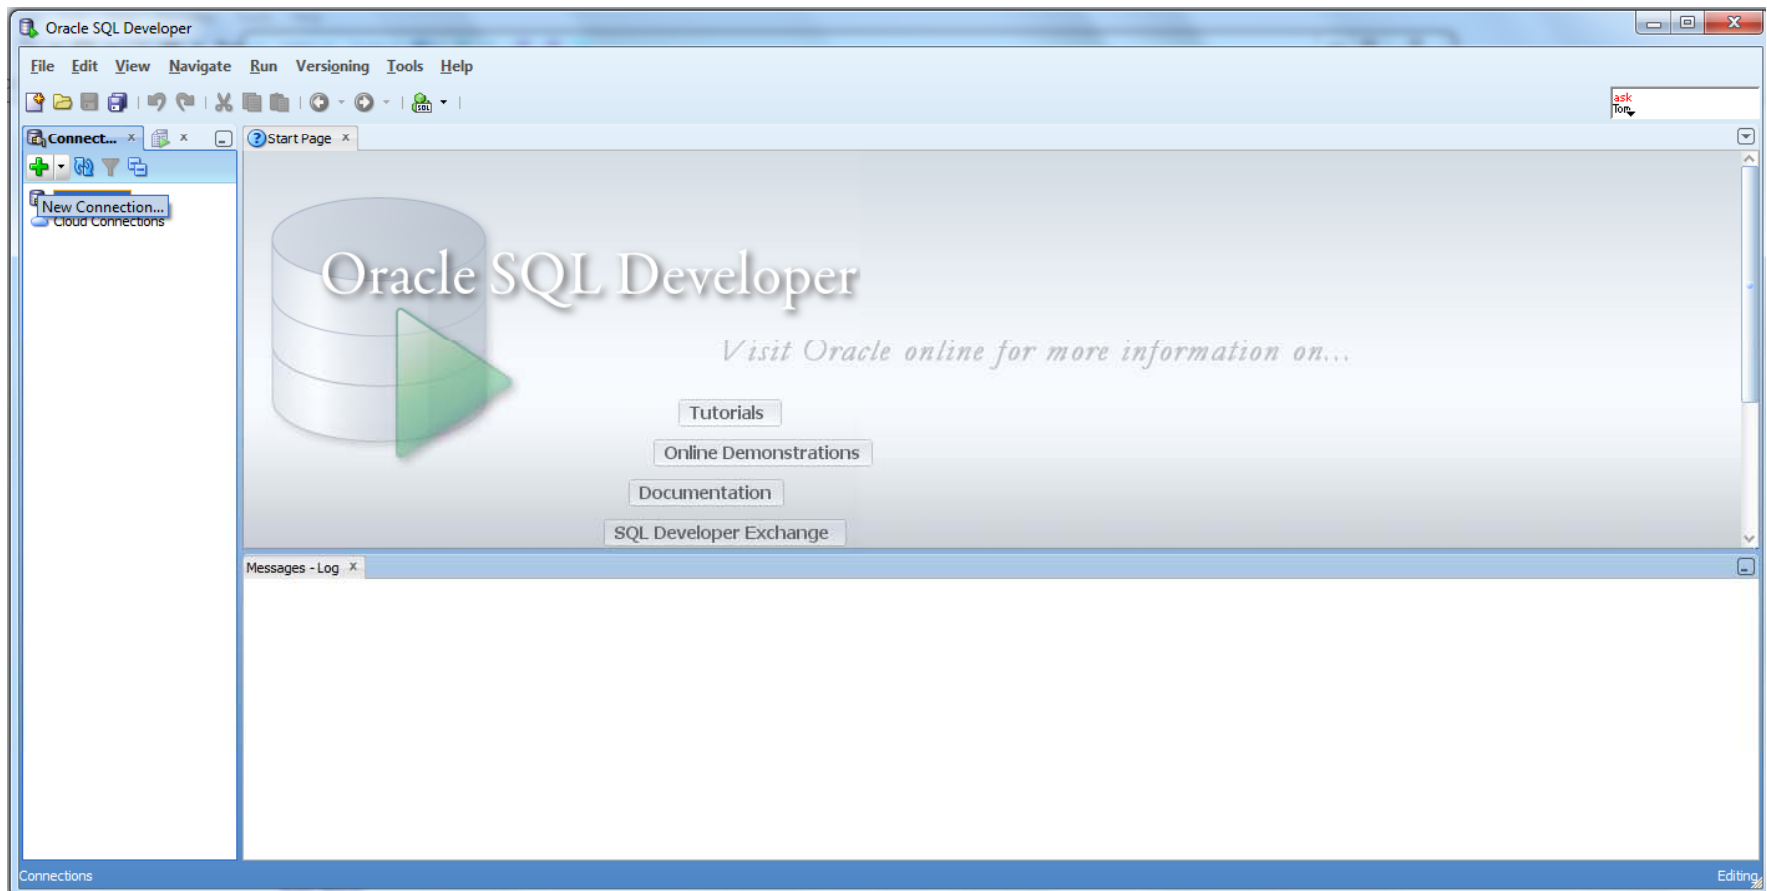 Oracle SQL Developer
File Edit View Navigate Run Versioning Tools Help
SQL
ask
Tom
Connect...
Start Page
New Connection...
Cloud Connections
Oracle SQL Developer
Visit Oracle online for more information on...
Tutorials
Online Demonstrations
Documentation
SQL Developer Exchange
Messages - Log
Connections
Editing